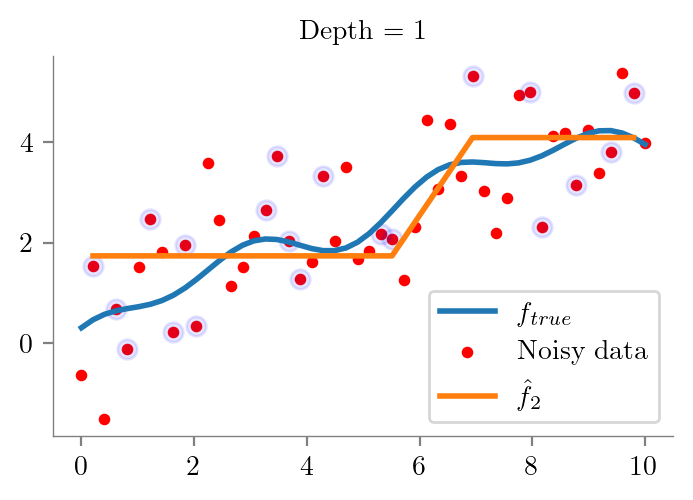 Depth = 1
4
2
0
0 2 4 6 8 10
f_true
Noisy data
f̂_2